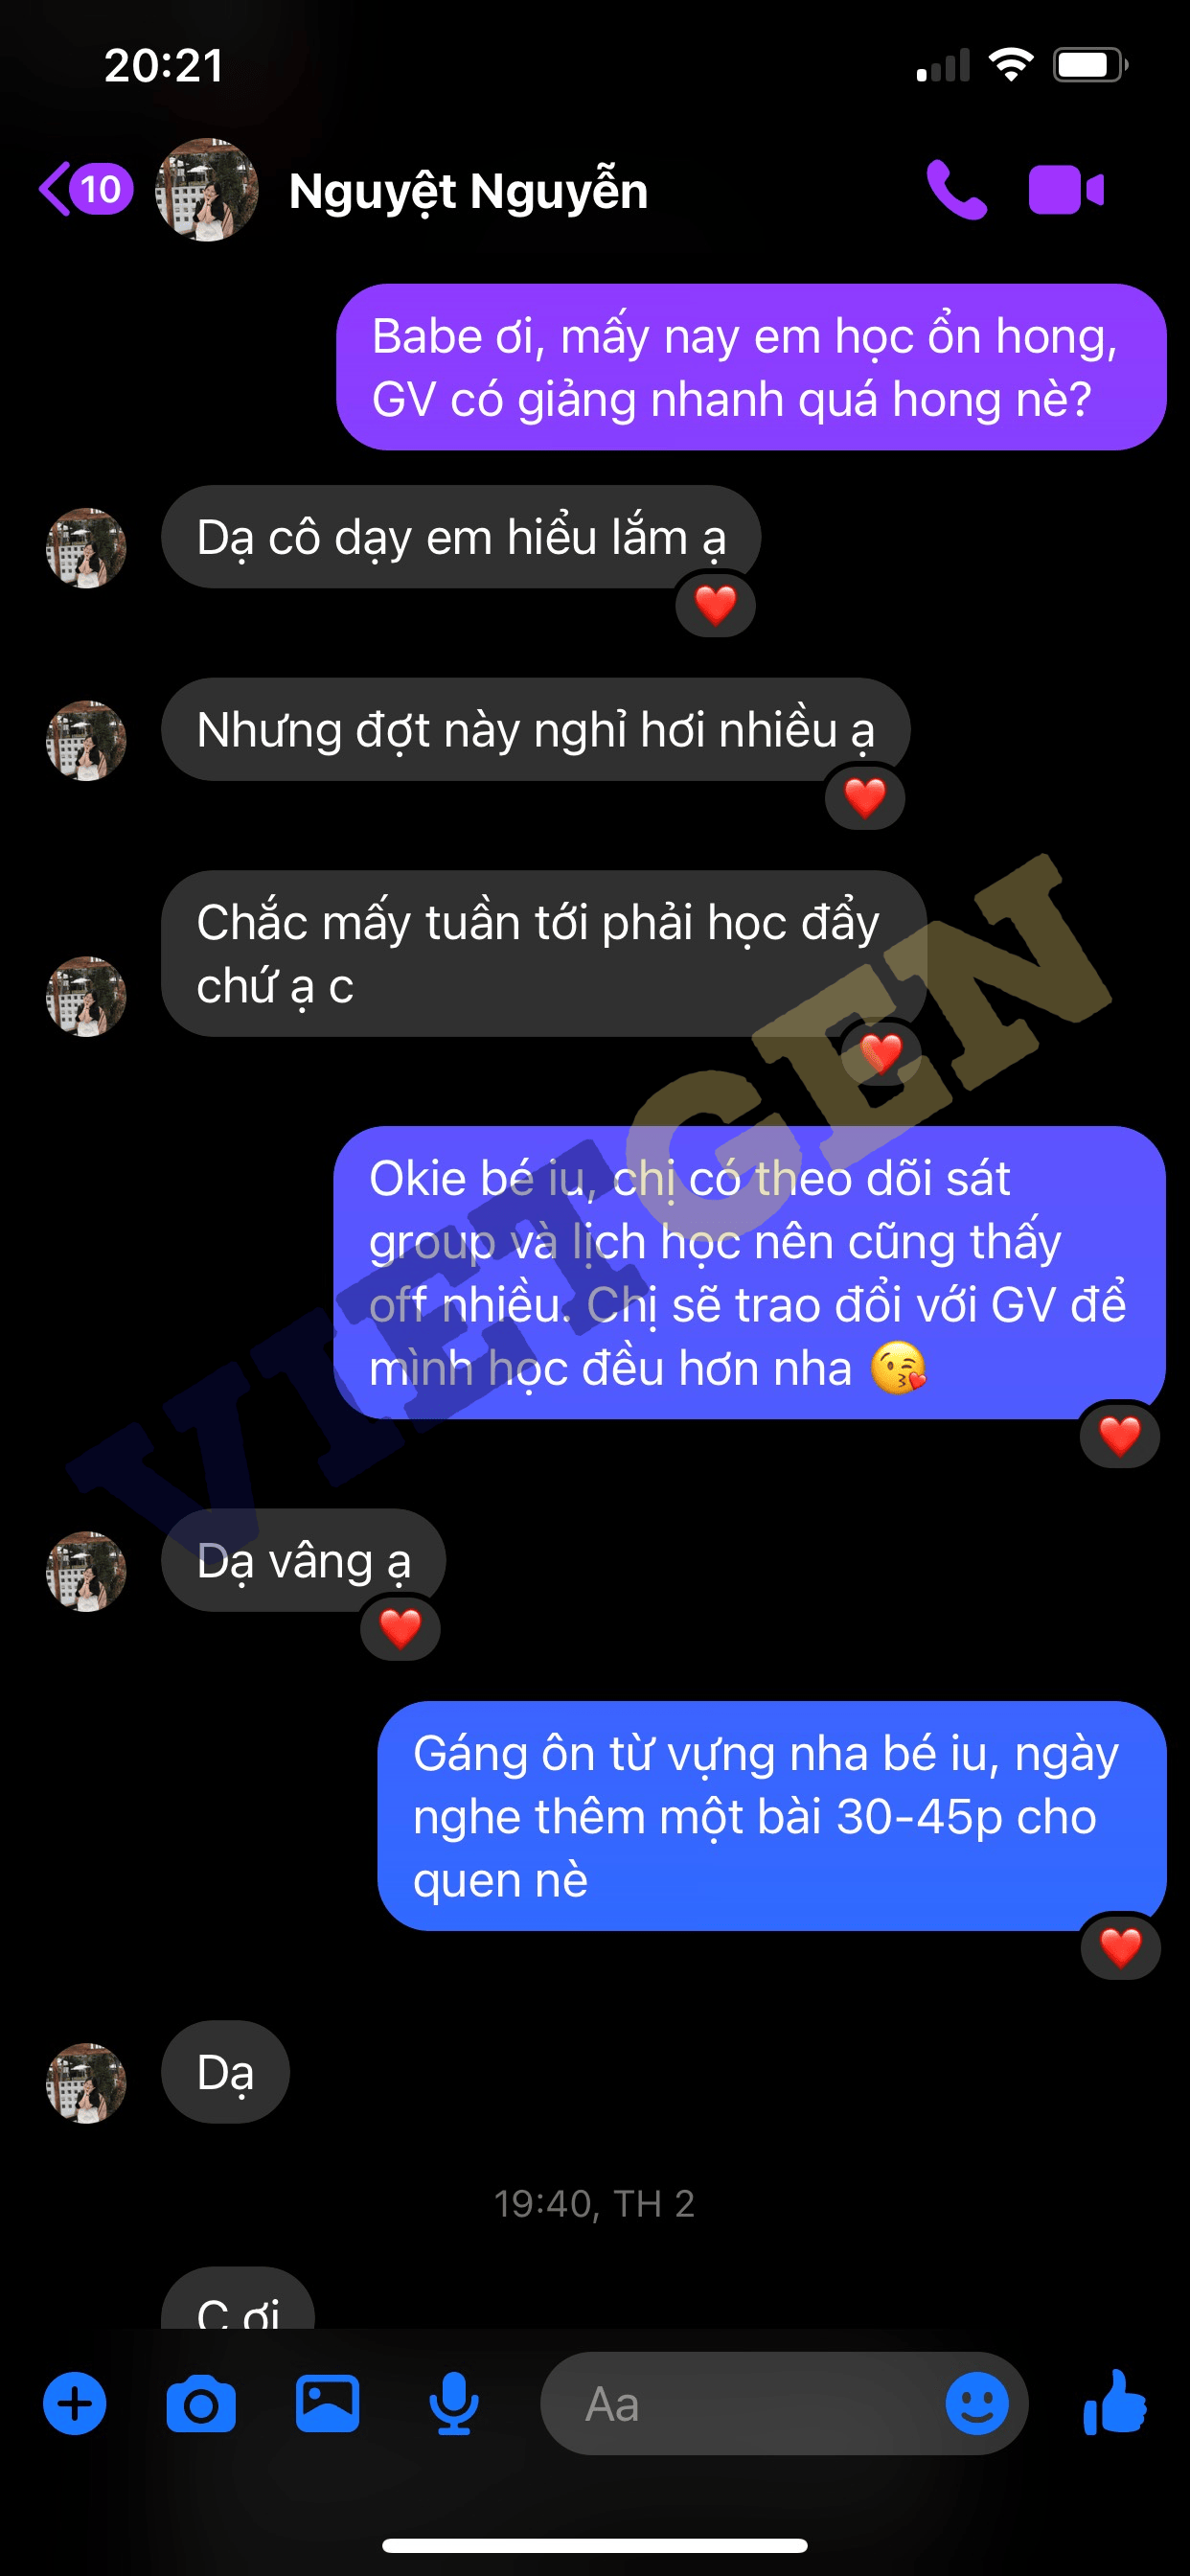 20:21
10
Nguyệt Nguyễn
Babe ơi, mấy nay em học ổn hong,
GV có giảng nhanh quá hong nè?
Dạ cô dạy em hiểu lắm ạ
Nhưng đợt này nghỉ hơi nhiều ạ
Chắc mấy tuần tới phải học đẩy
chứ ạ c
Okie bé iu, chị có theo dõi sát
group và lịch học nên cũng thấy
off nhiều. Chị sẽ trao đổi với GV để
mình học đều hơn nha 😘
VIETGEN
Dạ vâng ạ
Gáng ôn từ vựng nha bé iu, ngày
nghe thêm một bài 30-45p cho
quen nè
Dạ
19:40, TH 2
C ơi
Aa